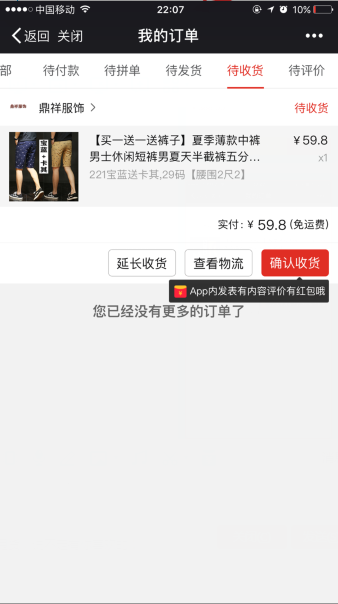 中国移动 22:07 10%
返回 关闭 我的订单
部 待付款 待拼单 待发货 待收货 待评价
鼎祥服饰 鼎祥服饰 > 待收货
【买一送一送裤子】夏季薄款中裤 ¥59.8
男士休闲短裤男夏天半截裤五分... x1
宝蓝+卡其
221宝蓝送卡其,29码【腰围2尺2】
实付: ¥ 59.8 (免运费)
延长收货 查看物流 确认收货
App内发表有内容评价有红包哦
您已经没有更多的订单了